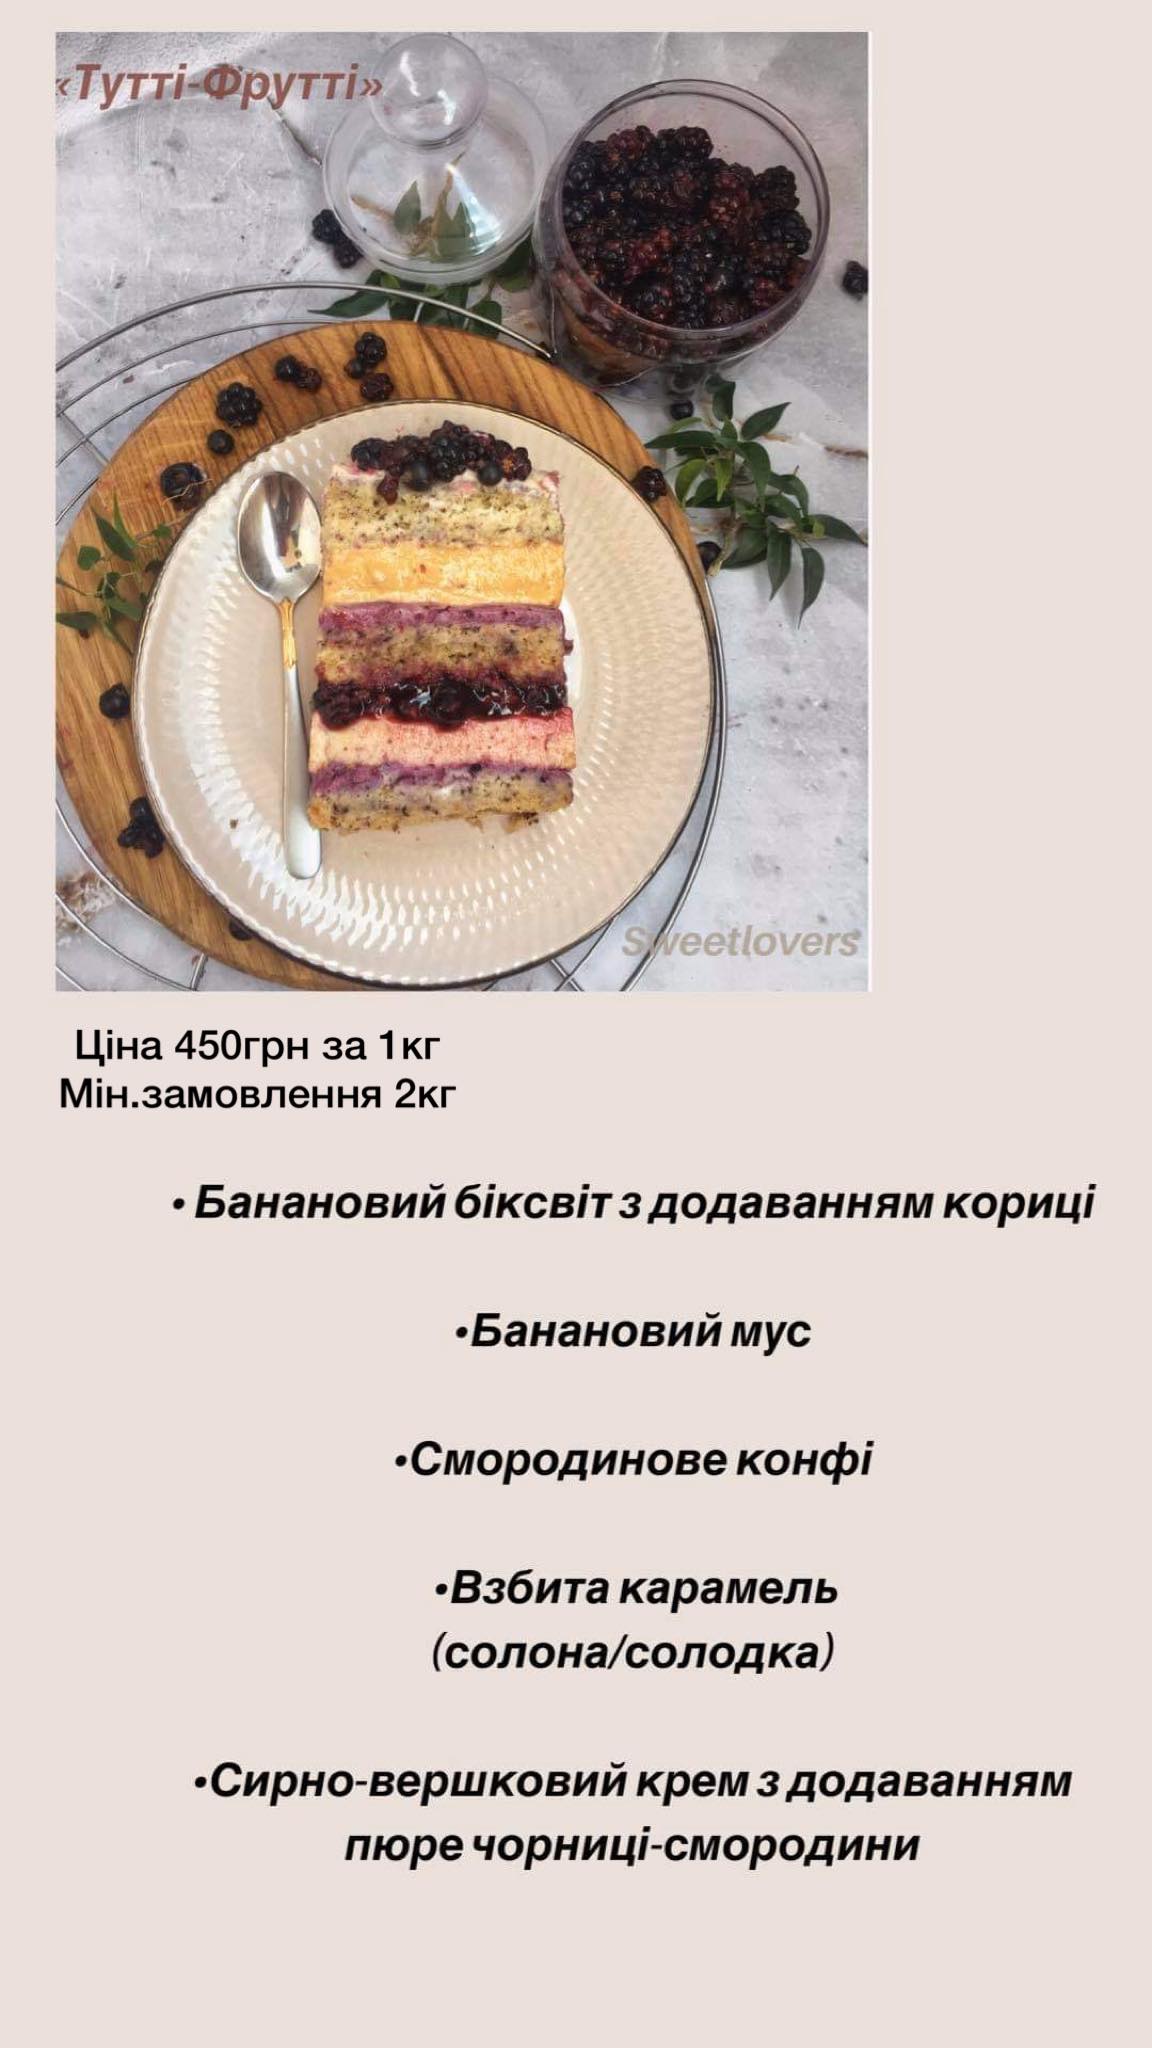 «Тутті-Фрутті»
Sweetlovers
Ціна 450грн за 1кг
Мін.замовлення 2кг
• Банановий біксвіт з додаванням кориці
•Банановий мус
•Смородинове конфі
•Взбита карамель
(солона/солодка)
•Сирно-вершковий крем з додаванням
пюре чорниці-смородини